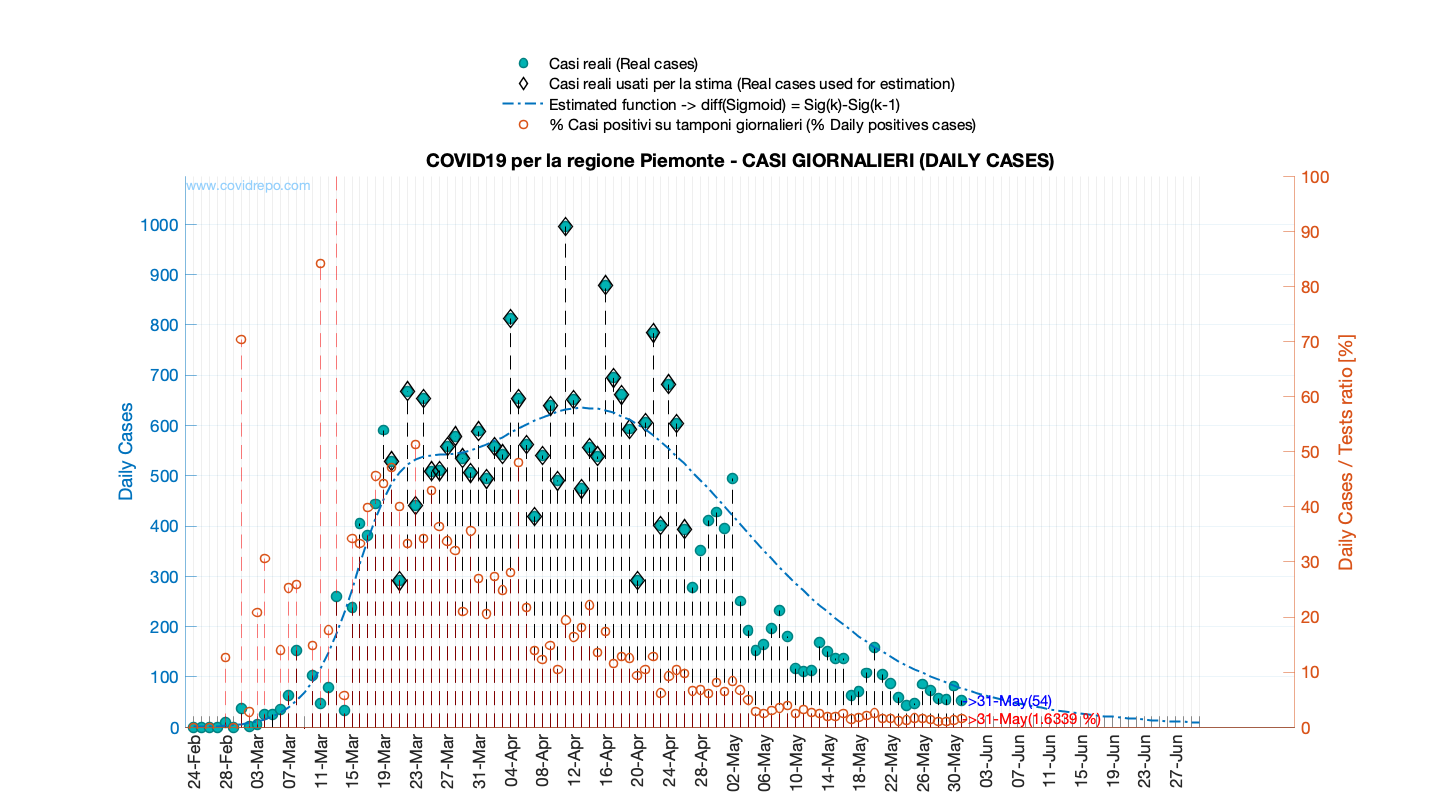 Casi reali (Real cases)
Casi reali usati per la stima (Real cases used for estimation)
Estimated function -> diff(Sigmoid) = Sig(k)-Sig(k-1)
% Casi positivi su tamponi giornalieri (% Daily positives cases)
COVID19 per la regione Piemonte - CASI GIORNALIERI (DAILY CASES)
www.covidrepo.com
Daily Cases
1000
900
800
700
600
500
400
300
200
100
0
100
90
80
70
60
50
40
30
20
10
0
Daily Cases / Tests ratio [%]
>31-May(54)
>31-May(1.6339 %)
24-Feb
28-Feb
03-Mar
07-Mar
11-Mar
15-Mar
19-Mar
23-Mar
27-Mar
31-Mar
04-Apr
08-Apr
12-Apr
16-Apr
20-Apr
24-Apr
28-Apr
02-May
06-May
10-May
14-May
18-May
22-May
26-May
30-May
03-Jun
07-Jun
11-Jun
15-Jun
19-Jun
23-Jun
27-Jun